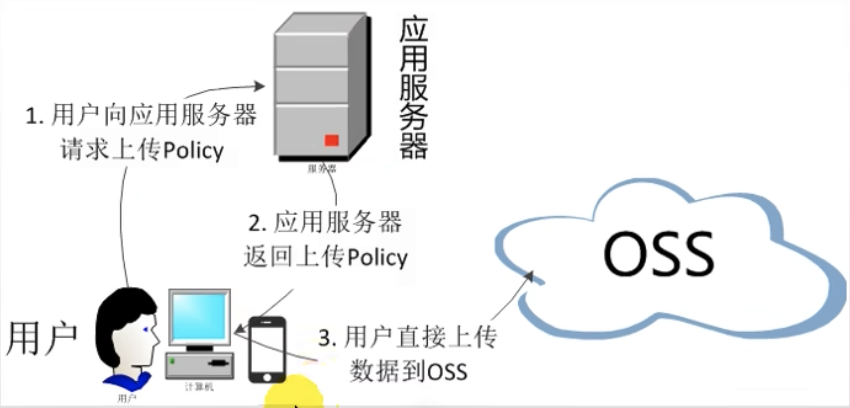 应用服务器
1. 用户向应用服务器
请求上传Policy
服务器
2. 应用服务器
返回上传Policy
OSS
用户
3. 用户直接上传
数据到OSS
用户
计算机